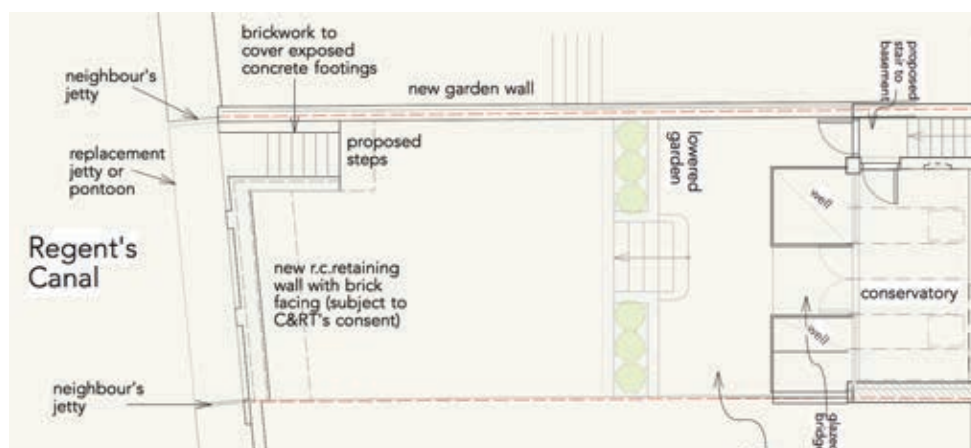 brickwork to
cover exposed
concrete footings
neighbour's
jetty
new garden wall
proposed
stair to
basement
replacement
jetty or
pontoon
proposed
steps
lowered
garden
well
Regent's
Canal
new r.c.retaining
wall with brick
facing (subject to
C&RT's consent)
conservatory
well
neighbour's
jetty
glazed
bridge